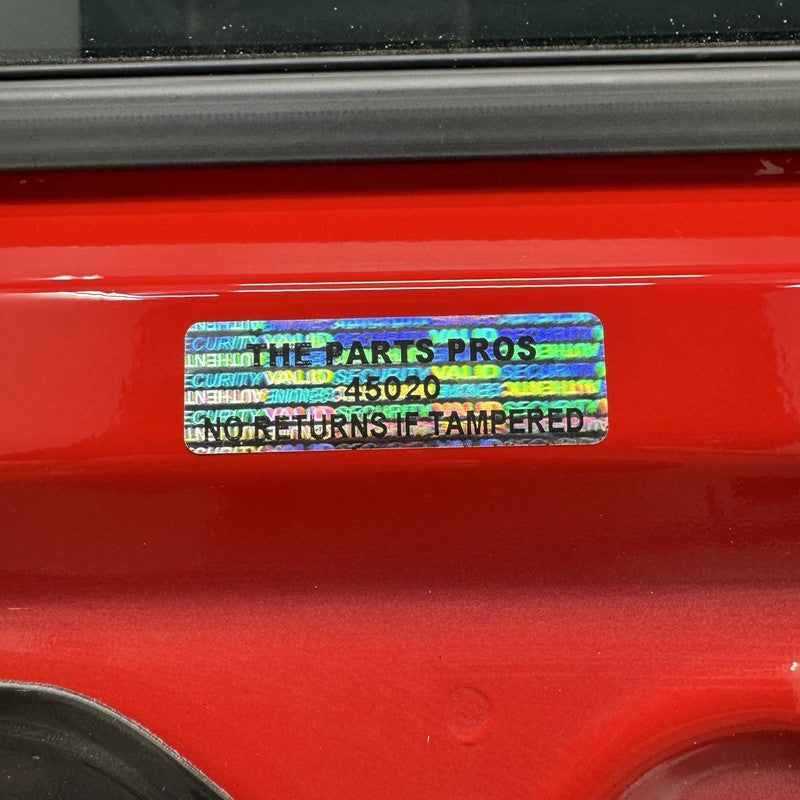 THE PARTS PROS
45020
NO RETURNS IF TAMPERED